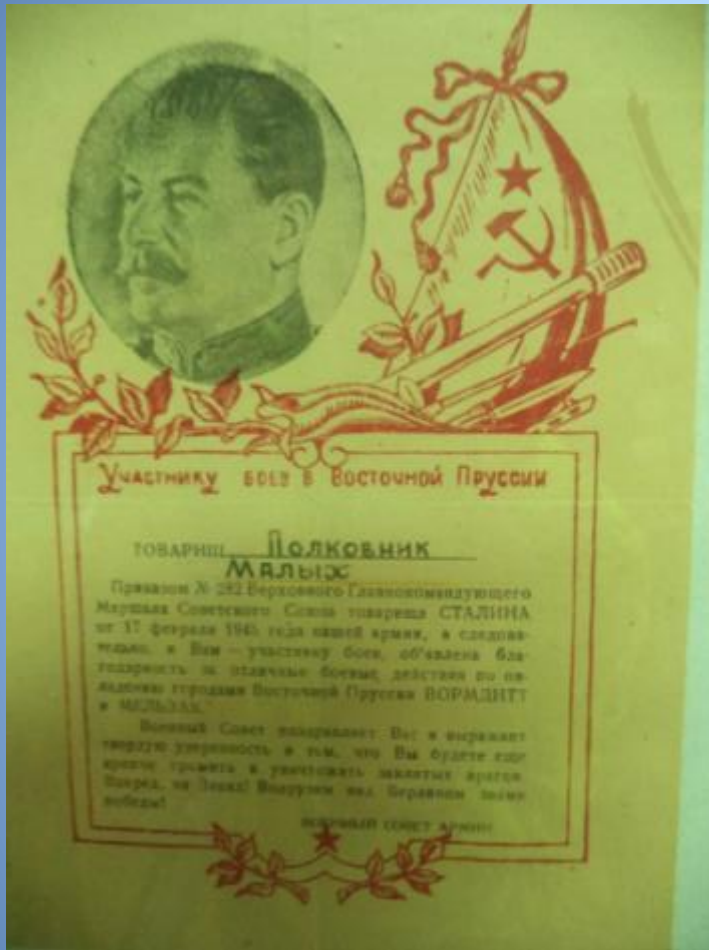 Участнику боев в Восточной Пруссии
ТОВАРИЩ Полковник
Малых
Приказом № 282 Верховного Главнокомандующего
Маршала Советского Союза товарища СТАЛИНА
от 17 февраля 1945 года нашей армии, а следова-
тельно, и Вам — участнику боев, об'явлена бла-
годарность за отличные боевые действия по ов-
ладению городами Восточной Пруссии ВОРМДИТТ
и МЕЛЬЗАК.
Военный Совет поздравляет Вас и выражает
твердую уверенность в том, что Вы будете еще
крепче громить и уничтожать заклятых врагов.
Вперед, на Запад! Водрузим над Берлином знамя
победы!
ВОЕННЫЙ СОВЕТ АРМИИ